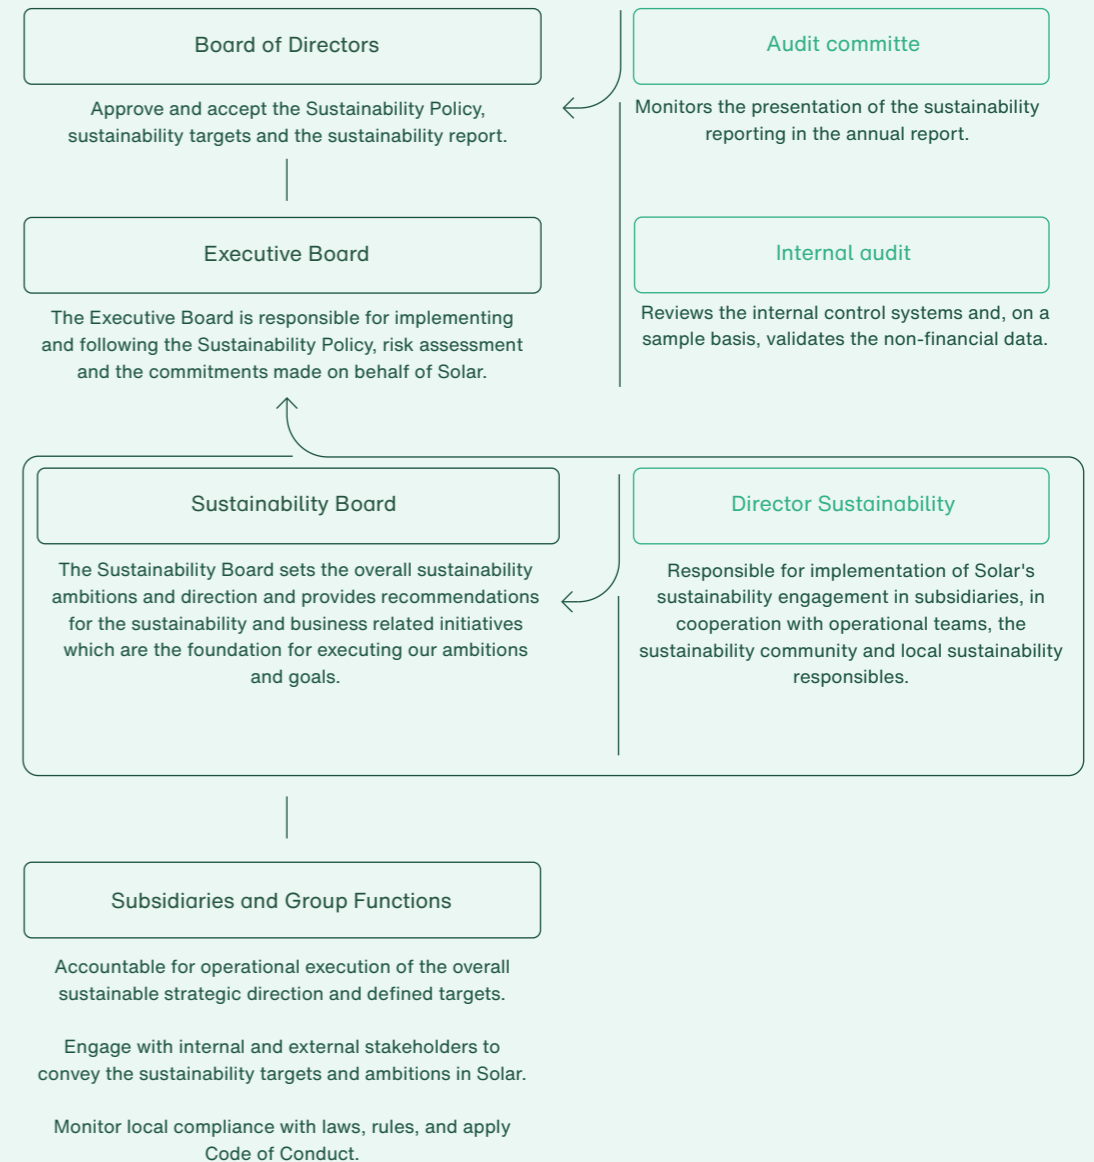 Board of Directors
Approve and accept the Sustainability Policy,
sustainability targets and the sustainability report.
Audit committe
Monitors the presentation of the sustainability
reporting in the annual report.
Executive Board
The Executive Board is responsible for implementing
and following the Sustainability Policy, risk assessment
and the commitments made on behalf of Solar.
Internal audit
Reviews the internal control systems and, on a
sample basis, validates the non-financial data.
Sustainability Board
The Sustainability Board sets the overall sustainability
ambitions and direction and provides recommendations
for the sustainability and business related initiatives
which are the foundation for executing our ambitions
and goals.
Director Sustainability
Responsible for implementation of Solar's
sustainability engagement in subsidiaries, in
cooperation with operational teams, the
sustainability community and local sustainability
responsibles.
Subsidiaries and Group Functions
Accountable for operational execution of the overall
sustainable strategic direction and defined targets.
Engage with internal and external stakeholders to
convey the sustainability targets and ambitions in Solar.
Monitor local compliance with laws, rules, and apply
Code of Conduct.